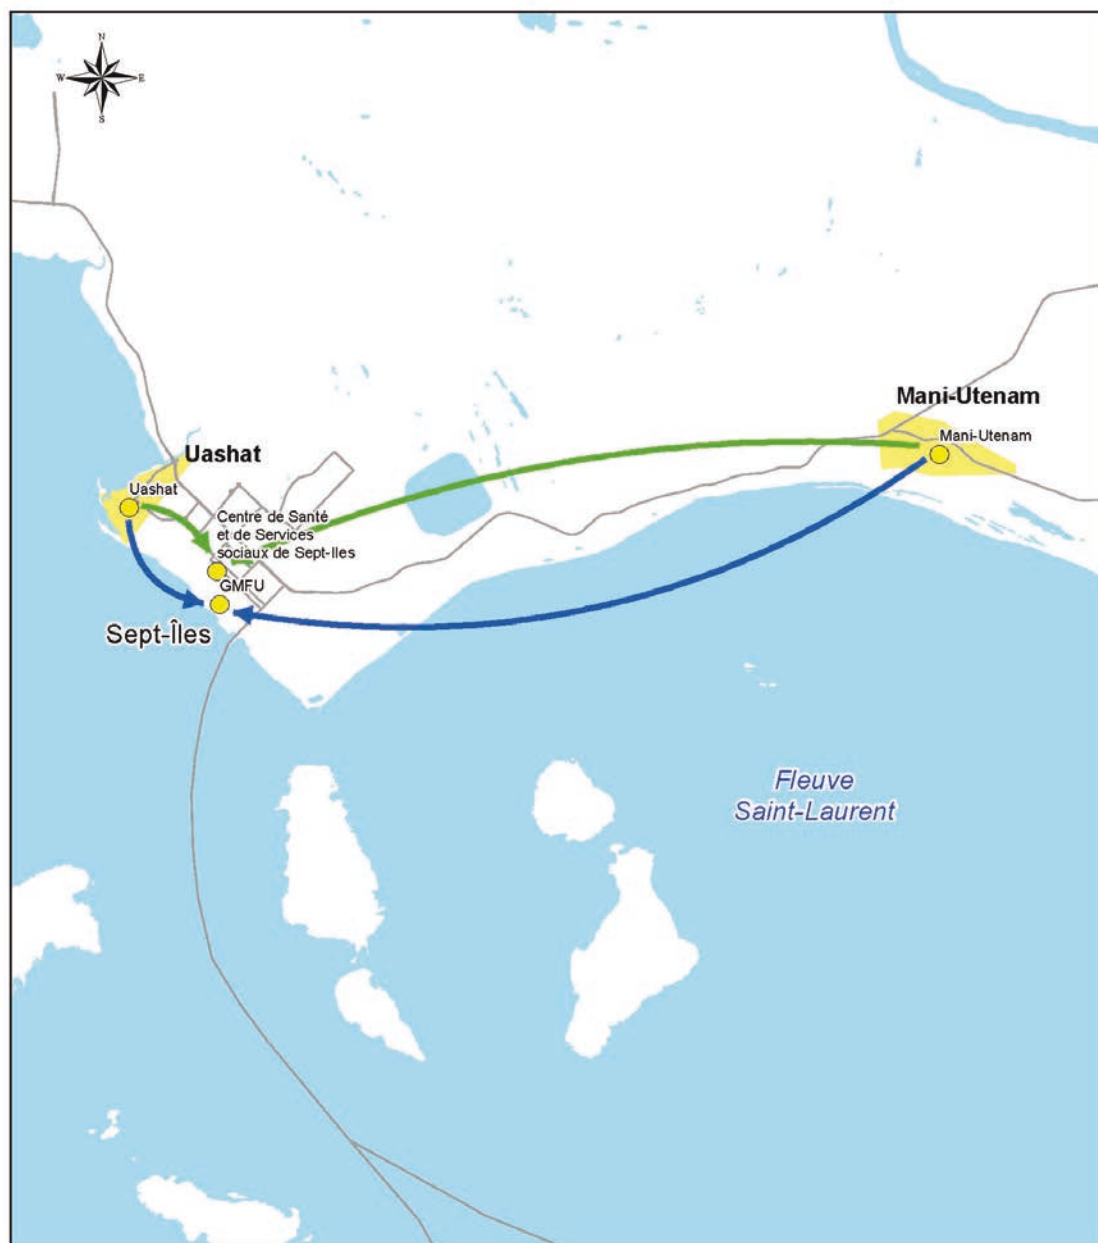 N
W E
S
Mani-Utenam
Mani-Utenam
Uashat
Uashat
Centre de Santé
et de Services
sociaux de Sept-Iles
GMFU
Sept-Îles
Fleuve
Saint-Laurent